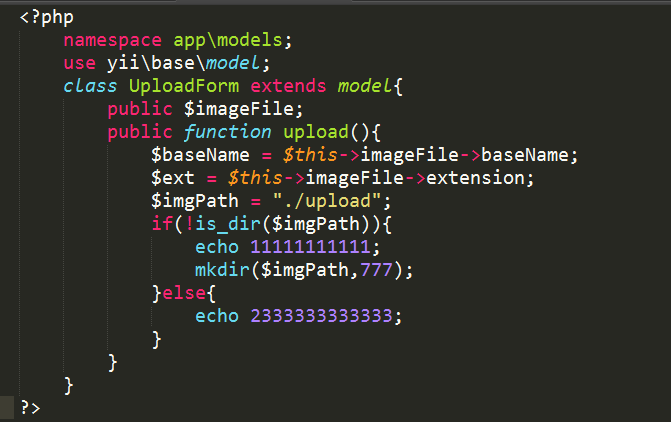 <?php
    namespace app\models;
    use yii\base\model;
    class UploadForm extends model{
        public $imageFile;
        public function upload(){
            $baseName = $this->imageFile->baseName;
            $ext = $this->imageFile->extension;
            $imgPath = "./upload";
            if(!is_dir($imgPath)){
                echo 11111111111;
                mkdir($imgPath,777);
            }else{
                echo 2333333333333;
            }
        }
    }
?>